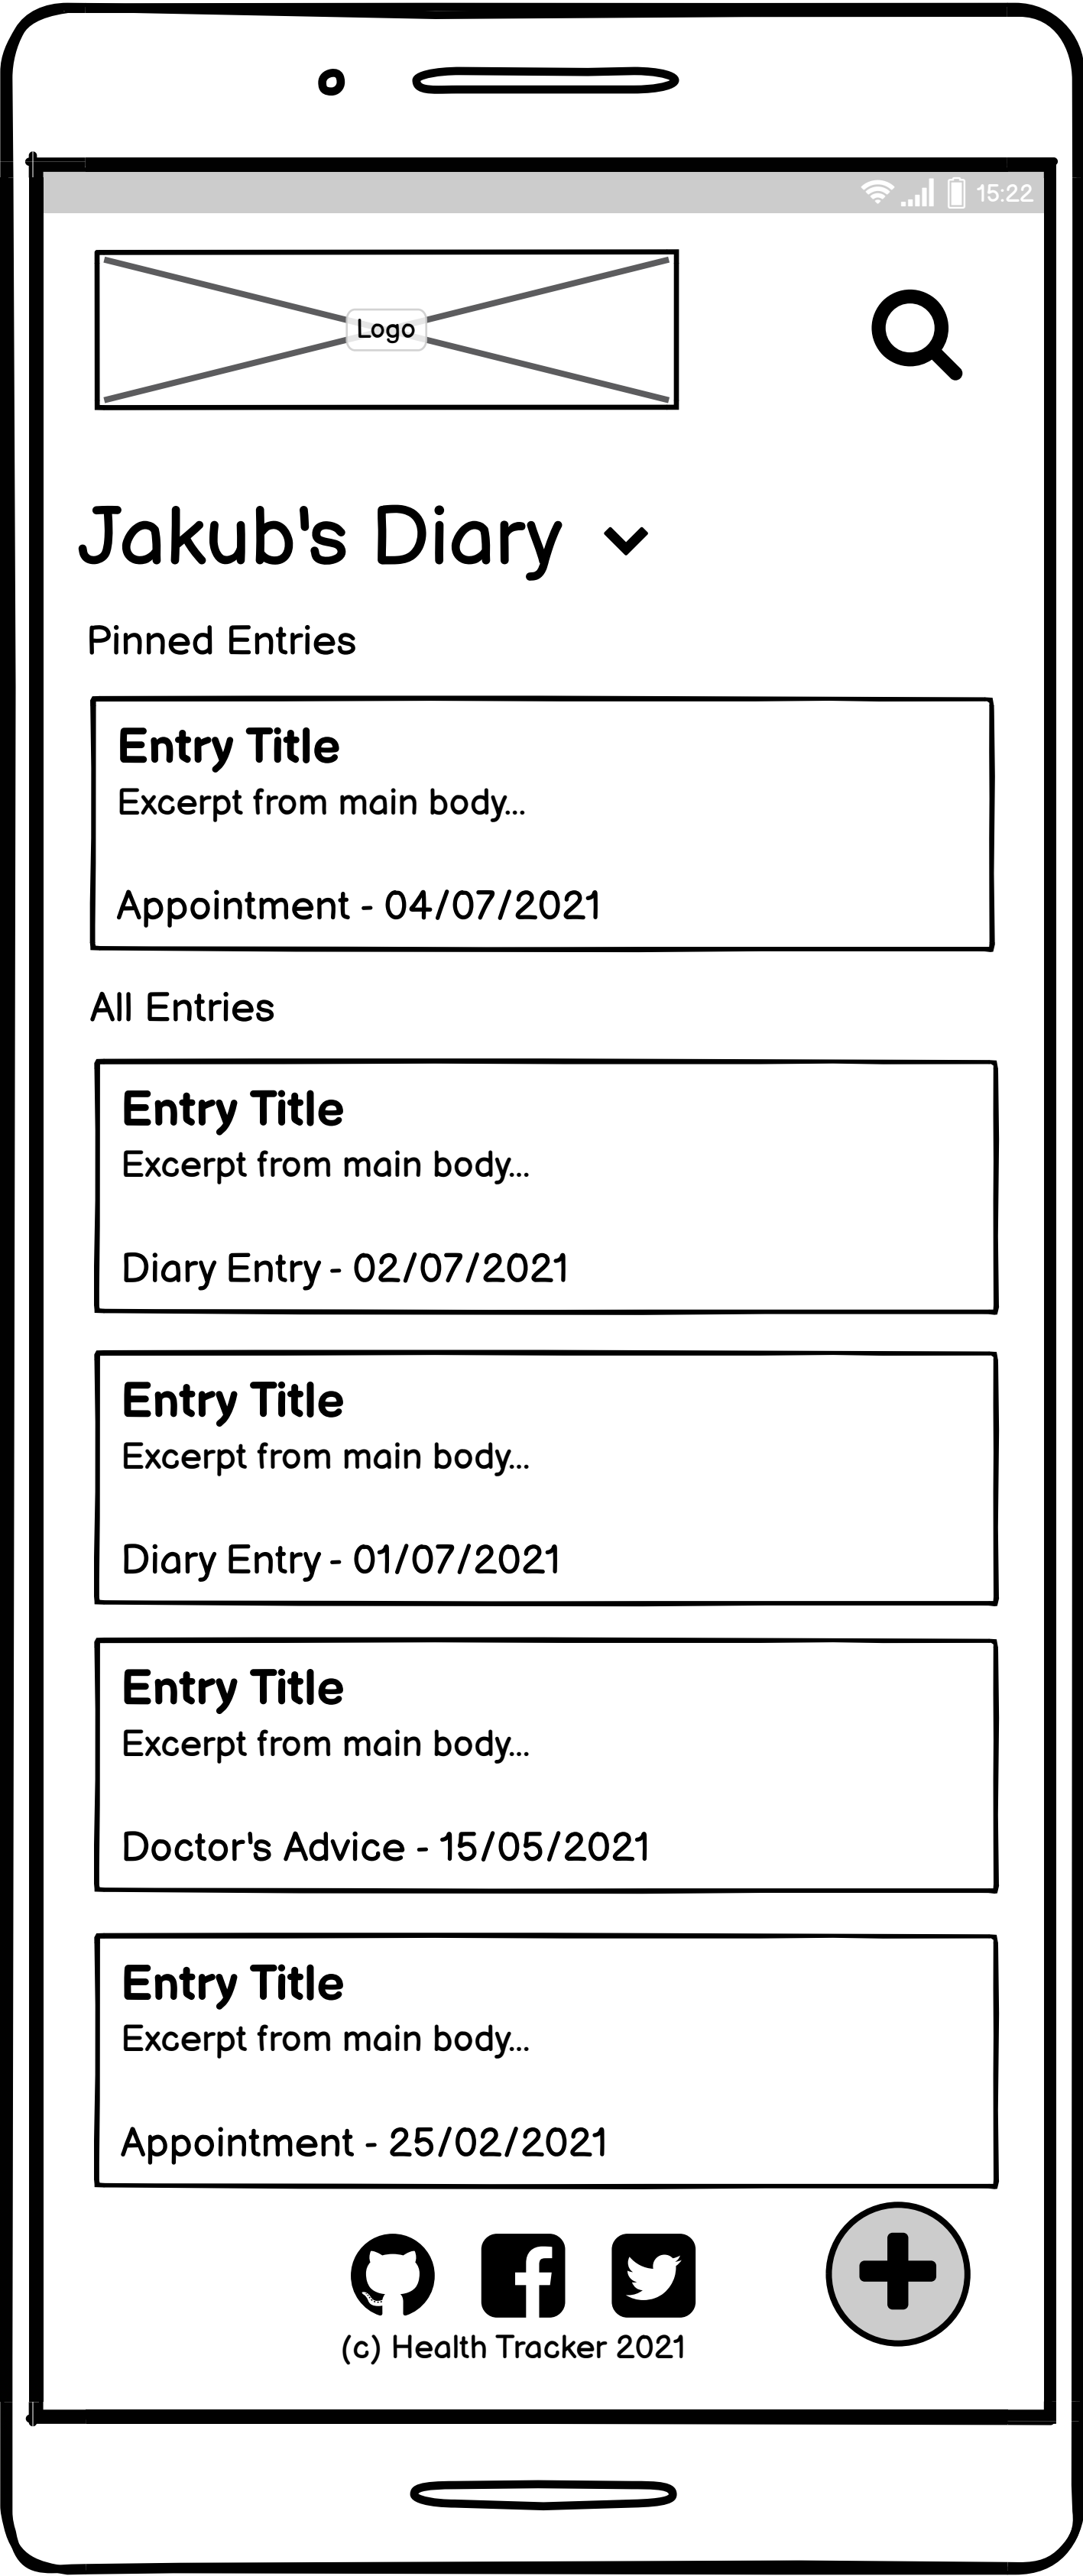 15:22
Logo
Jakub's Diary
Pinned Entries
Entry Title
Excerpt from main body...
Appointment - 04/07/2021
All Entries
Entry Title
Excerpt from main body...
Diary Entry - 02/07/2021
Entry Title
Excerpt from main body...
Diary Entry - 01/07/2021
Entry Title
Excerpt from main body...
Doctor's Advice - 15/05/2021
Entry Title
Excerpt from main body...
Appointment - 25/02/2021
(c) Health Tracker 2021